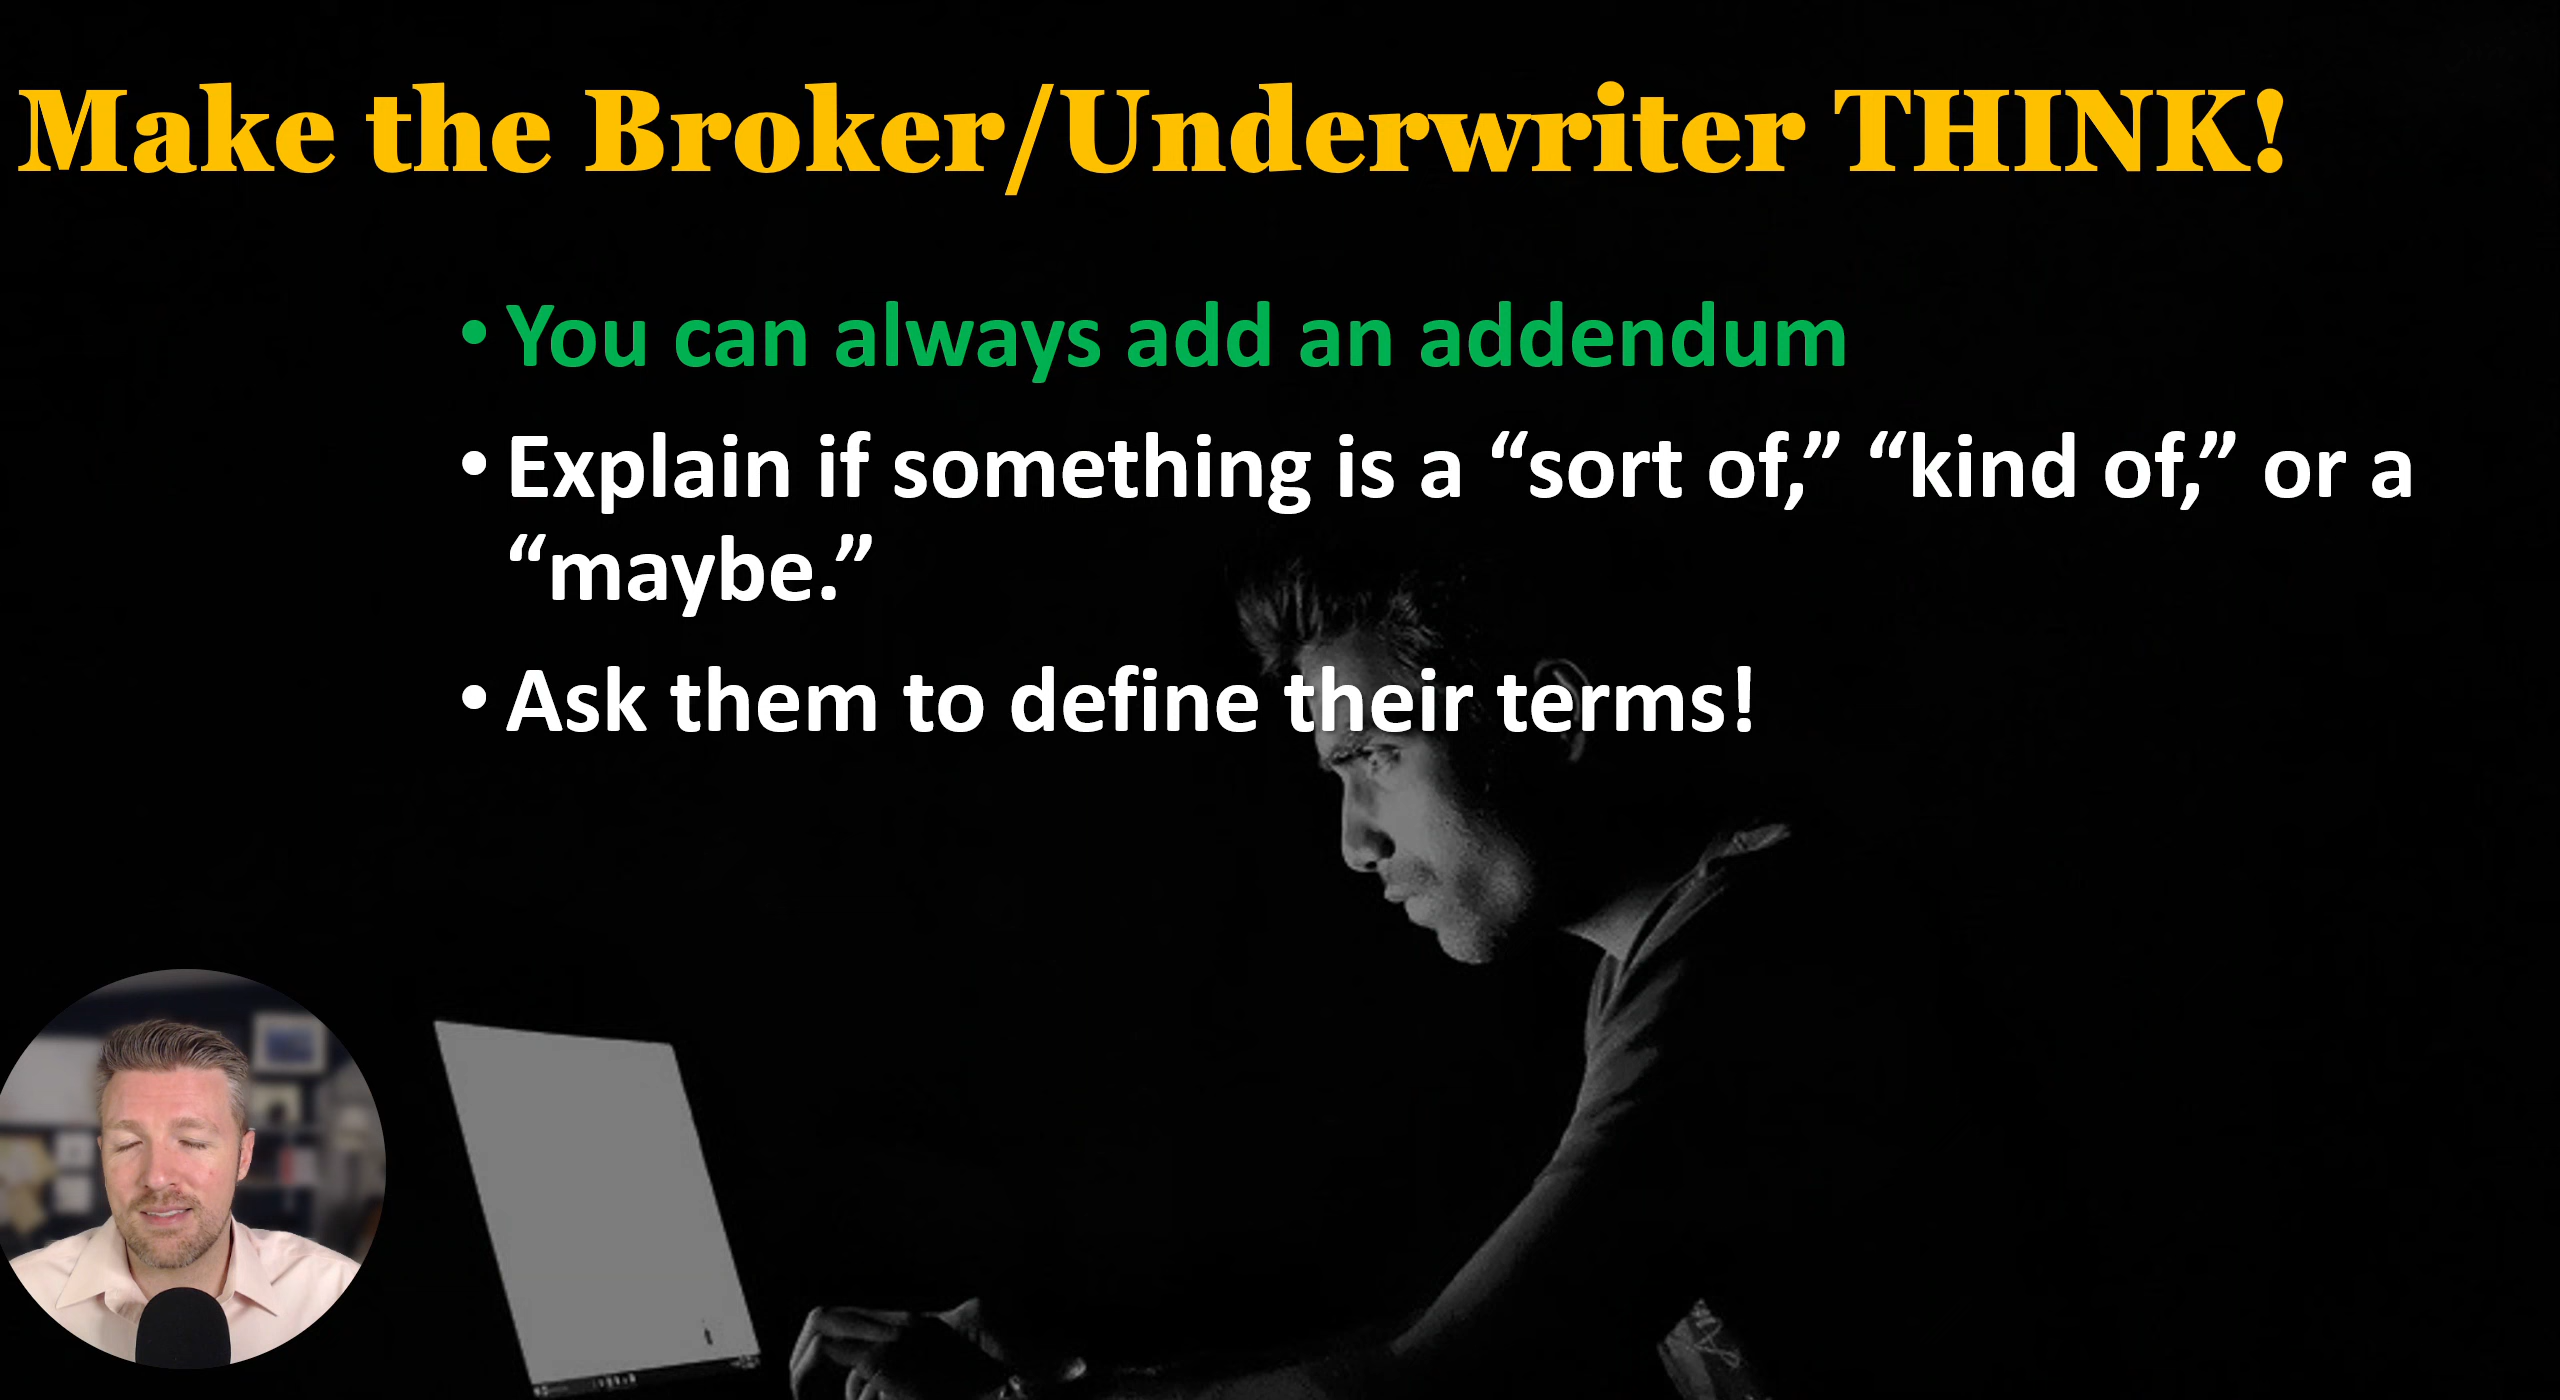 Make the Broker/Underwriter THINK!
• You can always add an addendum
• Explain if something is a “sort of,” “kind of,” or a
“maybe.”
• Ask them to define their terms!